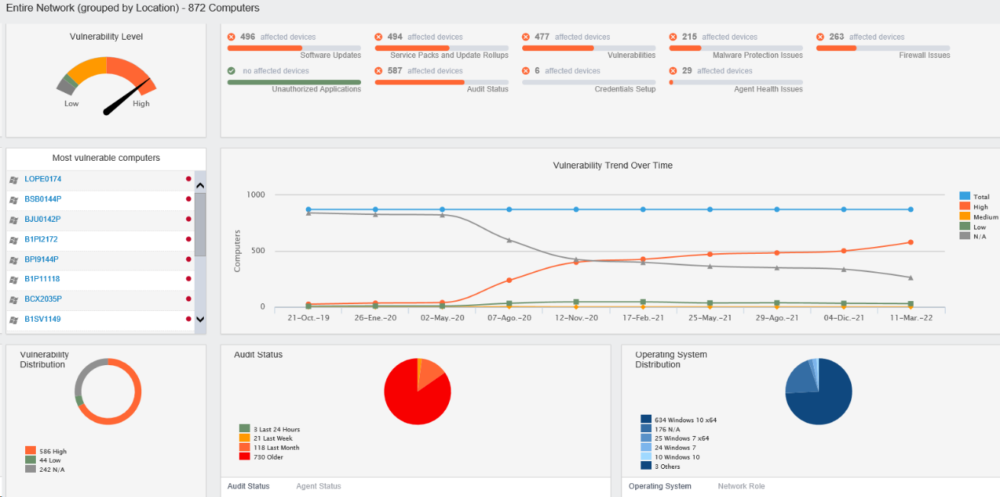 Entire Network (grouped by Location) - 872 Computers
Vulnerability Level
Low
High
496 affected devices
Software Updates
494 affected devices
Service Packs and Update Rollups
477 affected devices
Vulnerabilities
215 affected devices
Malware Protection Issues
263 affected devices
Firewall Issues
no affected devices
Unauthorized Applications
587 affected devices
Audit Status
6 affected devices
Credentials Setup
29 affected devices
Agent Health Issues
Most vulnerable computers
LOPE0174
BSB0144P
BJU0142P
B1PI2172
BPI9144P
B1P11118
BCX2035P
B1SV1149
Vulnerability Trend Over Time
Computers
1000
500
0
21-Oct.-19
26-Ene.-20
02-May.-20
07-Ago.-20
12-Nov.-20
17-Feb.-21
25-May.-21
29-Ago.-21
04-Dic.-21
11-Mar.-22
Total
High
Medium
Low
N/A
Vulnerability
Distribution
586 High
44 Low
242 N/A
Audit Status
3 Last 24 Hours
21 Last Week
118 Last Month
730 Older
Audit Status
Agent Status
Operating System
Distribution
634 Windows 10 x64
176 N/A
25 Windows 7 x64
24 Windows 7
10 Windows 10
3 Others
Operating System
Network Role